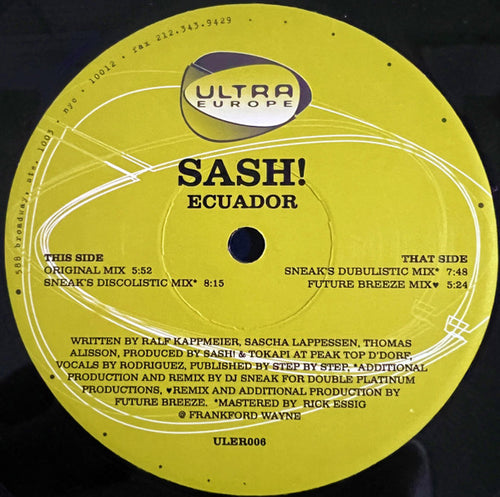 588 broadway, ste. 1003 · nyc · 10012 · fax 212.343.9429
ULTRA
EUROPE
SASH!
ECUADOR
THIS SIDE
ORIGINAL MIX 5:52
SNEAK'S DISCOLISTIC MIX* 8:15
THAT SIDE
SNEAK'S DUBULISTIC MIX* 7:48
FUTURE BREEZE MIX♥ 5:24
WRITTEN BY RALF KAPPMEIER, SASCHA LAPPESSEN, THOMAS
ALISSON, PRODUCED BY SASH! & TOKAPI AT PEAK TOP D'DORF,
VOCALS BY RODRIGUEZ, PUBLISHED BY STEP BY STEP, *ADDITIONAL
PRODUCTION AND REMIX BY DJ SNEAK FOR DOUBLE PLATINUM
PRODUCTIONS, ♥REMIX AND ADDITIONAL PRODUCTION BY
FUTURE BREEZE. *MASTERED BY RICK ESSIG
@ FRANKFORD WAYNE
ULER006